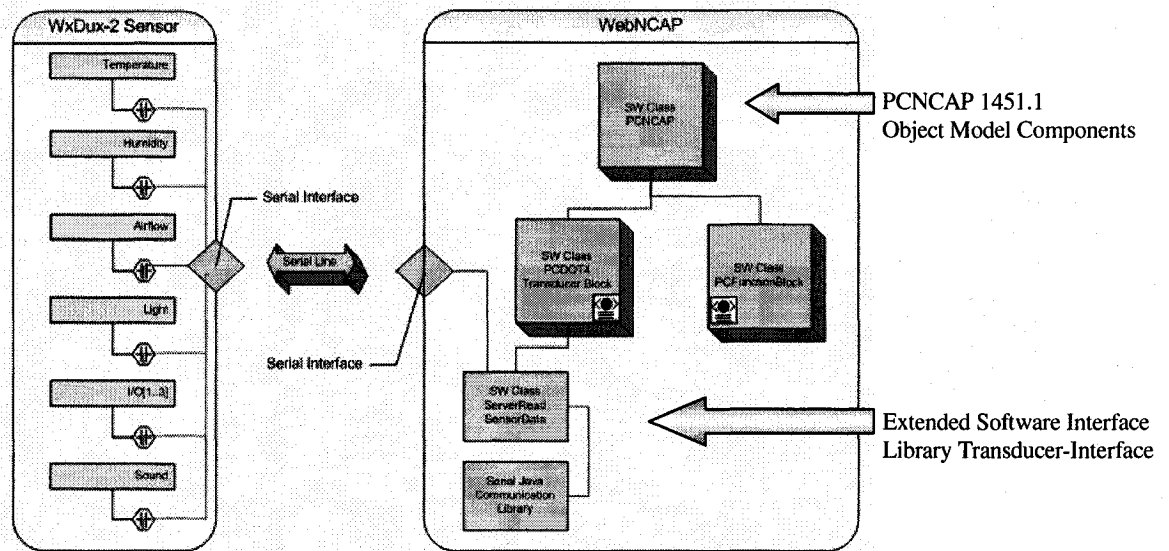 WxDux-2 Sensor
Temperature
Humidity
Airflow
Light
I/O[1...3]
Sound
Serial Interface
Serial Line
Serial Interface
WebNCAP
SW Class
PCNCAP
SW Class
PCDOT4
Transducer Block
SW Class
PCFunctionBlock
SW Class
ServerRead
SensorData
Serial Java
Communication
Library
PCNCAP 1451.1
Object Model Components
Extended Software Interface
Library Transducer-Interface